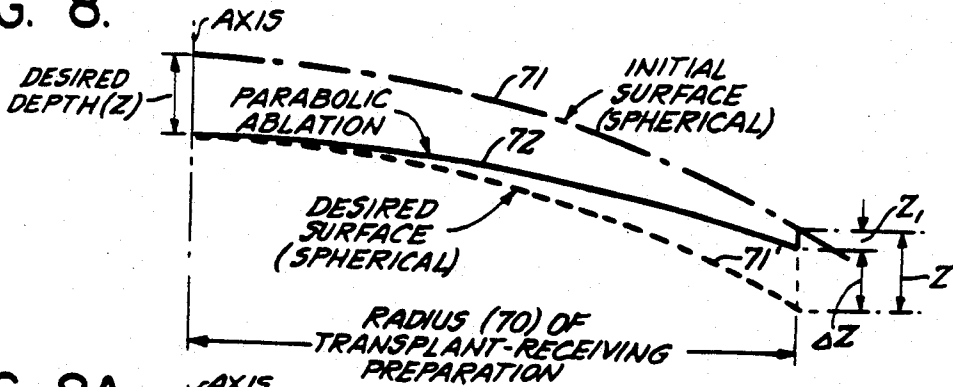 G. 8.
AXIS
DESIRED
DEPTH (Z)
PARABOLIC
ABLATION
71
INITIAL
SURFACE
(SPHERICAL)
72
DESIRED
SURFACE
(SPHERICAL)
71'
Z₁
Z
ΔZ
RADIUS (70) OF
TRANSPLANT-RECEIVING
PREPARATION
AXIS